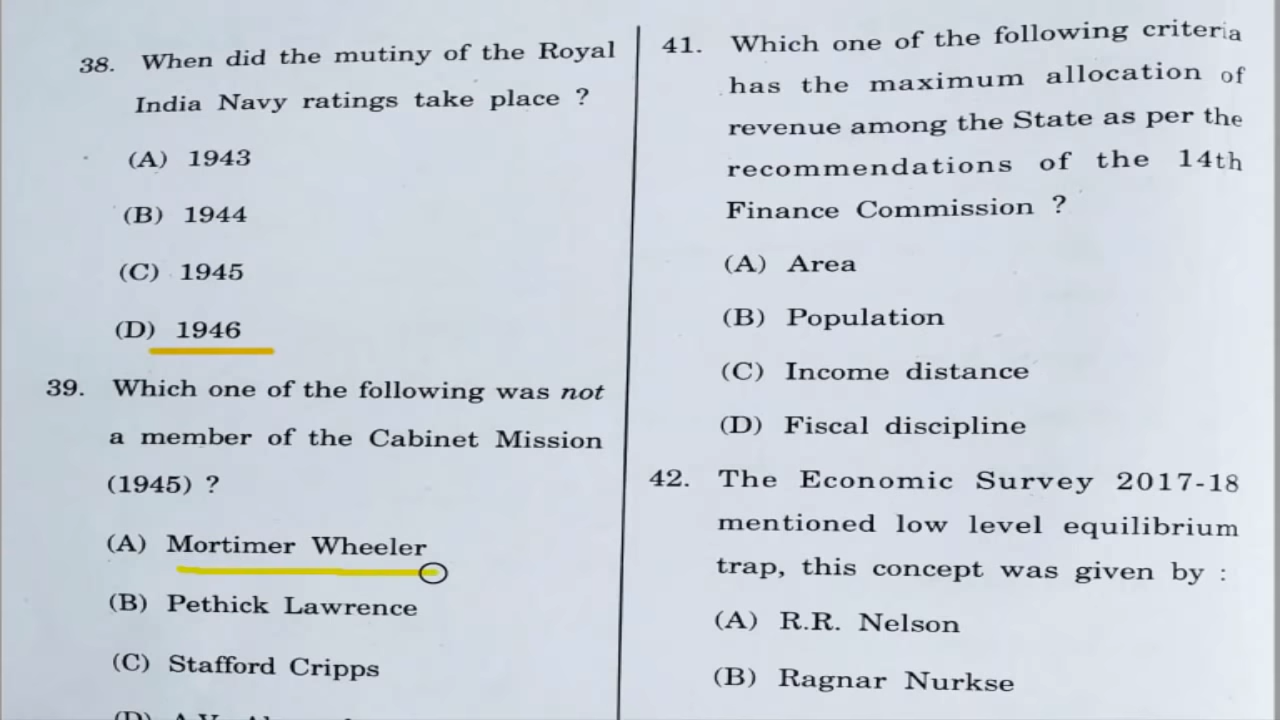 38. When did the mutiny of the Royal
India Navy ratings take place ?
(A) 1943
(B) 1944
(C) 1945
(D) 1946
39. Which one of the following was not
a member of the Cabinet Mission
(1945) ?
(A) Mortimer Wheeler
(B) Pethick Lawrence
(C) Stafford Cripps
41. Which one of the following criteria
has the maximum allocation of
revenue among the State as per the
recommendations of the 14th
Finance Commission ?
(A) Area
(B) Population
(C) Income distance
(D) Fiscal discipline
42. The Economic Survey 2017-18
mentioned low level equilibrium
trap, this concept was given by :
(A) R.R. Nelson
(B) Ragnar Nurkse